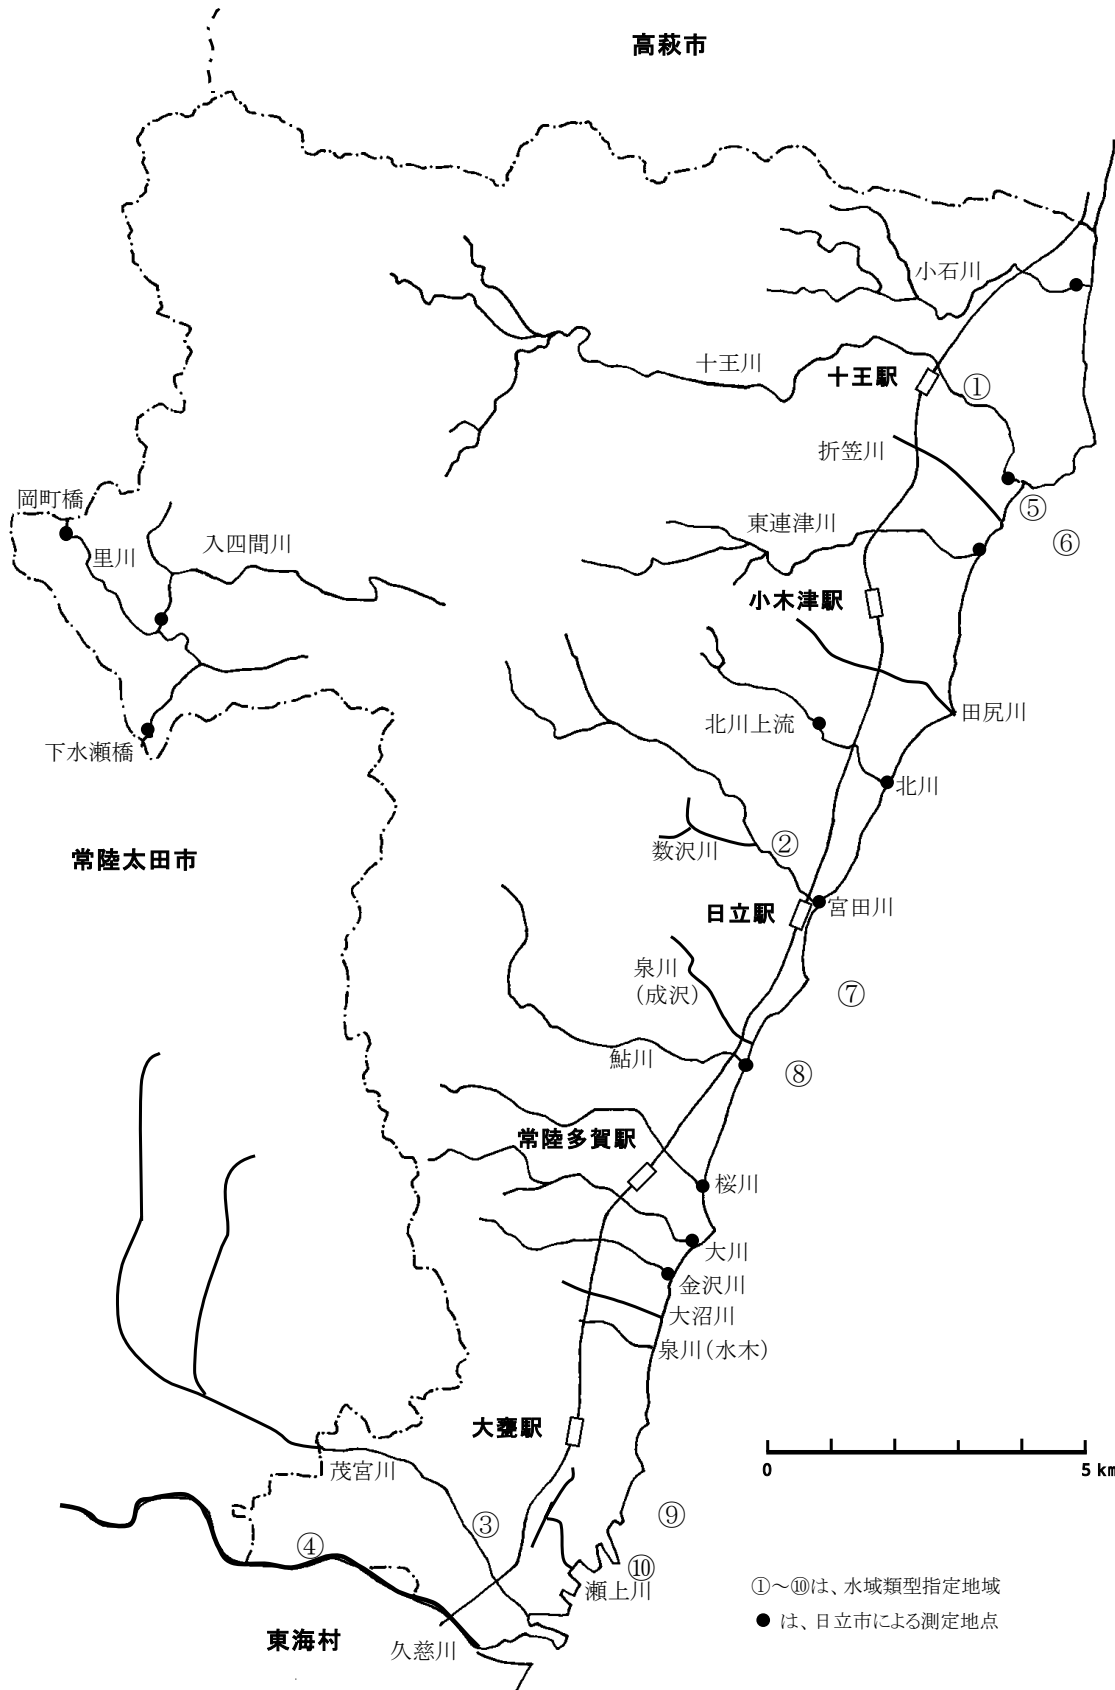 高萩市
小石川
十王川
十王駅
①
折笠川
⑤
岡町橋
東連津川
⑥
里川
入四間川
小木津駅
北川上流
田尻川
下水瀬橋
北川
常陸太田市
数沢川
②
日立駅
宮田川
泉川
(成沢)
⑦
鮎川
⑧
常陸多賀駅
桜川
大川
金沢川
大沼川
泉川(水木)
大甕駅
茂宮川
0
5 km
③
⑨
④
⑩
瀬上川
①～⑩は、水域類型指定地域
● は、日立市による測定地点
東海村
久慈川